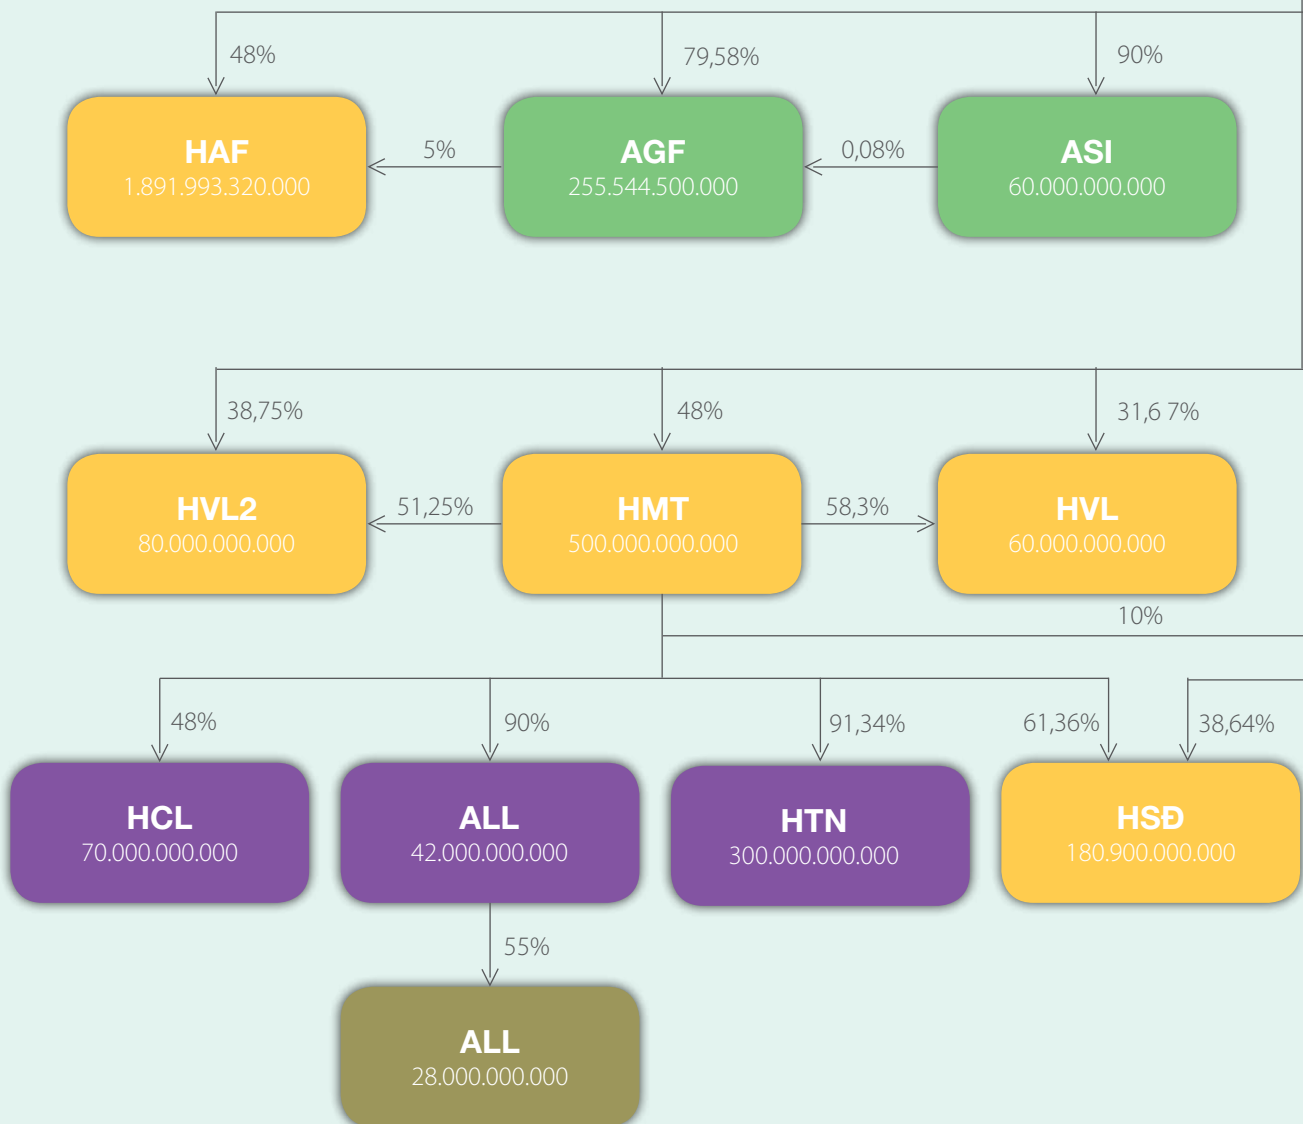 48%
79,58%
90%
HAF
1.891.993.320.000
5%
AGF
255.544.500.000
0,08%
ASI
60.000.000.000
38,75%
48%
31,6 7%
HVL2
80.000.000.000
51,25%
HMT
500.000.000.000
58,3%
HVL
60.000.000.000
10%
48%
90%
91,34%
61,36%
38,64%
HCL
70.000.000.000
ALL
42.000.000.000
HTN
300.000.000.000
HSĐ
180.900.000.000
55%
ALL
28.000.000.000